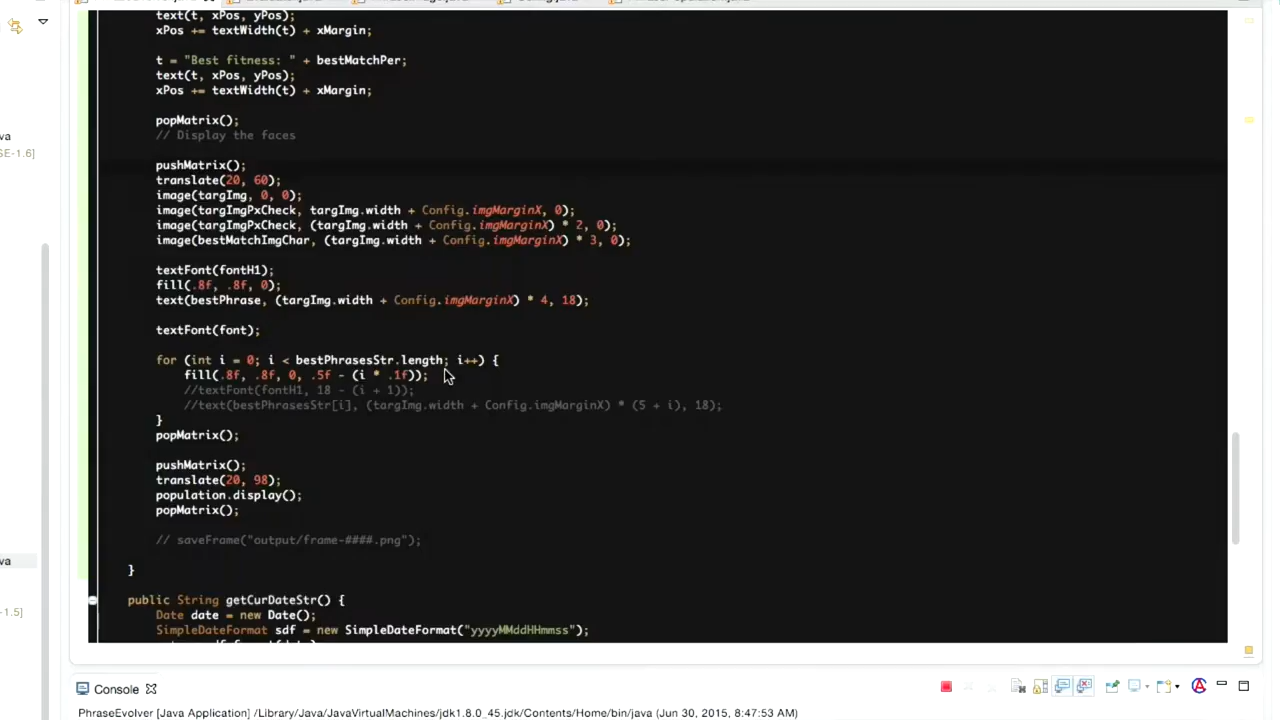 text(t, xPos, yPos);
xPos += textWidth(t) + xMargin;
t = "Best fitness: " + bestMatchPer;
text(t, xPos, yPos);
xPos += textWidth(t) + xMargin;
popMatrix();
// Display the faces
pushMatrix();
translate(20, 60);
image(targImg, 0, 0);
image(targImgPxCheck, targImg.width + Config.imgMarginX, 0);
image(targImgPxCheck, (targImg.width + Config.imgMarginX) * 2, 0);
image(bestMatchImgChar, (targImg.width + Config.imgMarginX) * 3, 0);
textFont(fontH1);
fill(.8f, .8f, 0);
text(bestPhrase, (targImg.width + Config.imgMarginX) * 4, 18);
textFont(font);
for (int i = 0; i < bestPhrasesStr.length; i++) {
fill(.8f, .8f, 0, .5f - (i * .1f));
//textFont(fontH1, 18 - (i + 1));
//text(bestPhrasesStr[i], (targImg.width + Config.imgMarginX) * (5 + i), 18);
}
popMatrix();
pushMatrix();
translate(20, 98);
population.display();
popMatrix();
// saveFrame("output/frame-####.png");
}
public String getCurDateStr() {
Date date = new Date();
SimpleDateFormat sdf = new SimpleDateFormat("yyyyMMddHHmmss");
va
SE-1.6]
va
-1.5]
Console
PhraseEvolver [Java Application] /Library/Java/JavaVirtualMachines/jdk1.8.0_45.jdk/Contents/Home/bin/java (Jun 30, 2015, 8:47:53 AM)